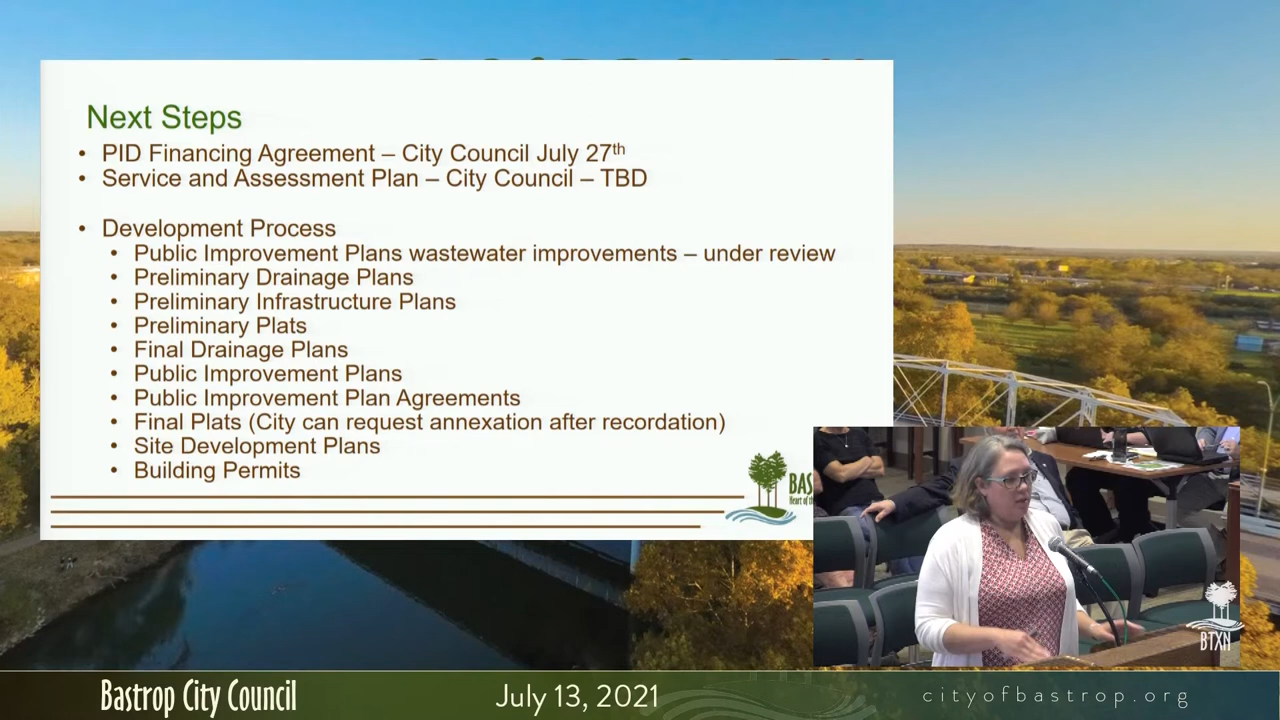 Next Steps
• PID Financing Agreement – City Council July 27th
• Service and Assessment Plan – City Council – TBD
• Development Process
• Public Improvement Plans wastewater improvements – under review
• Preliminary Drainage Plans
• Preliminary Infrastructure Plans
• Preliminary Plats
• Final Drainage Plans
• Public Improvement Plans
• Public Improvement Plan Agreements
• Final Plats (City can request annexation after recordation)
• Site Development Plans
• Building Permits
BAS
Heart of
BTXN
Bastrop City Council
July 13, 2021
cityofbastrop.org